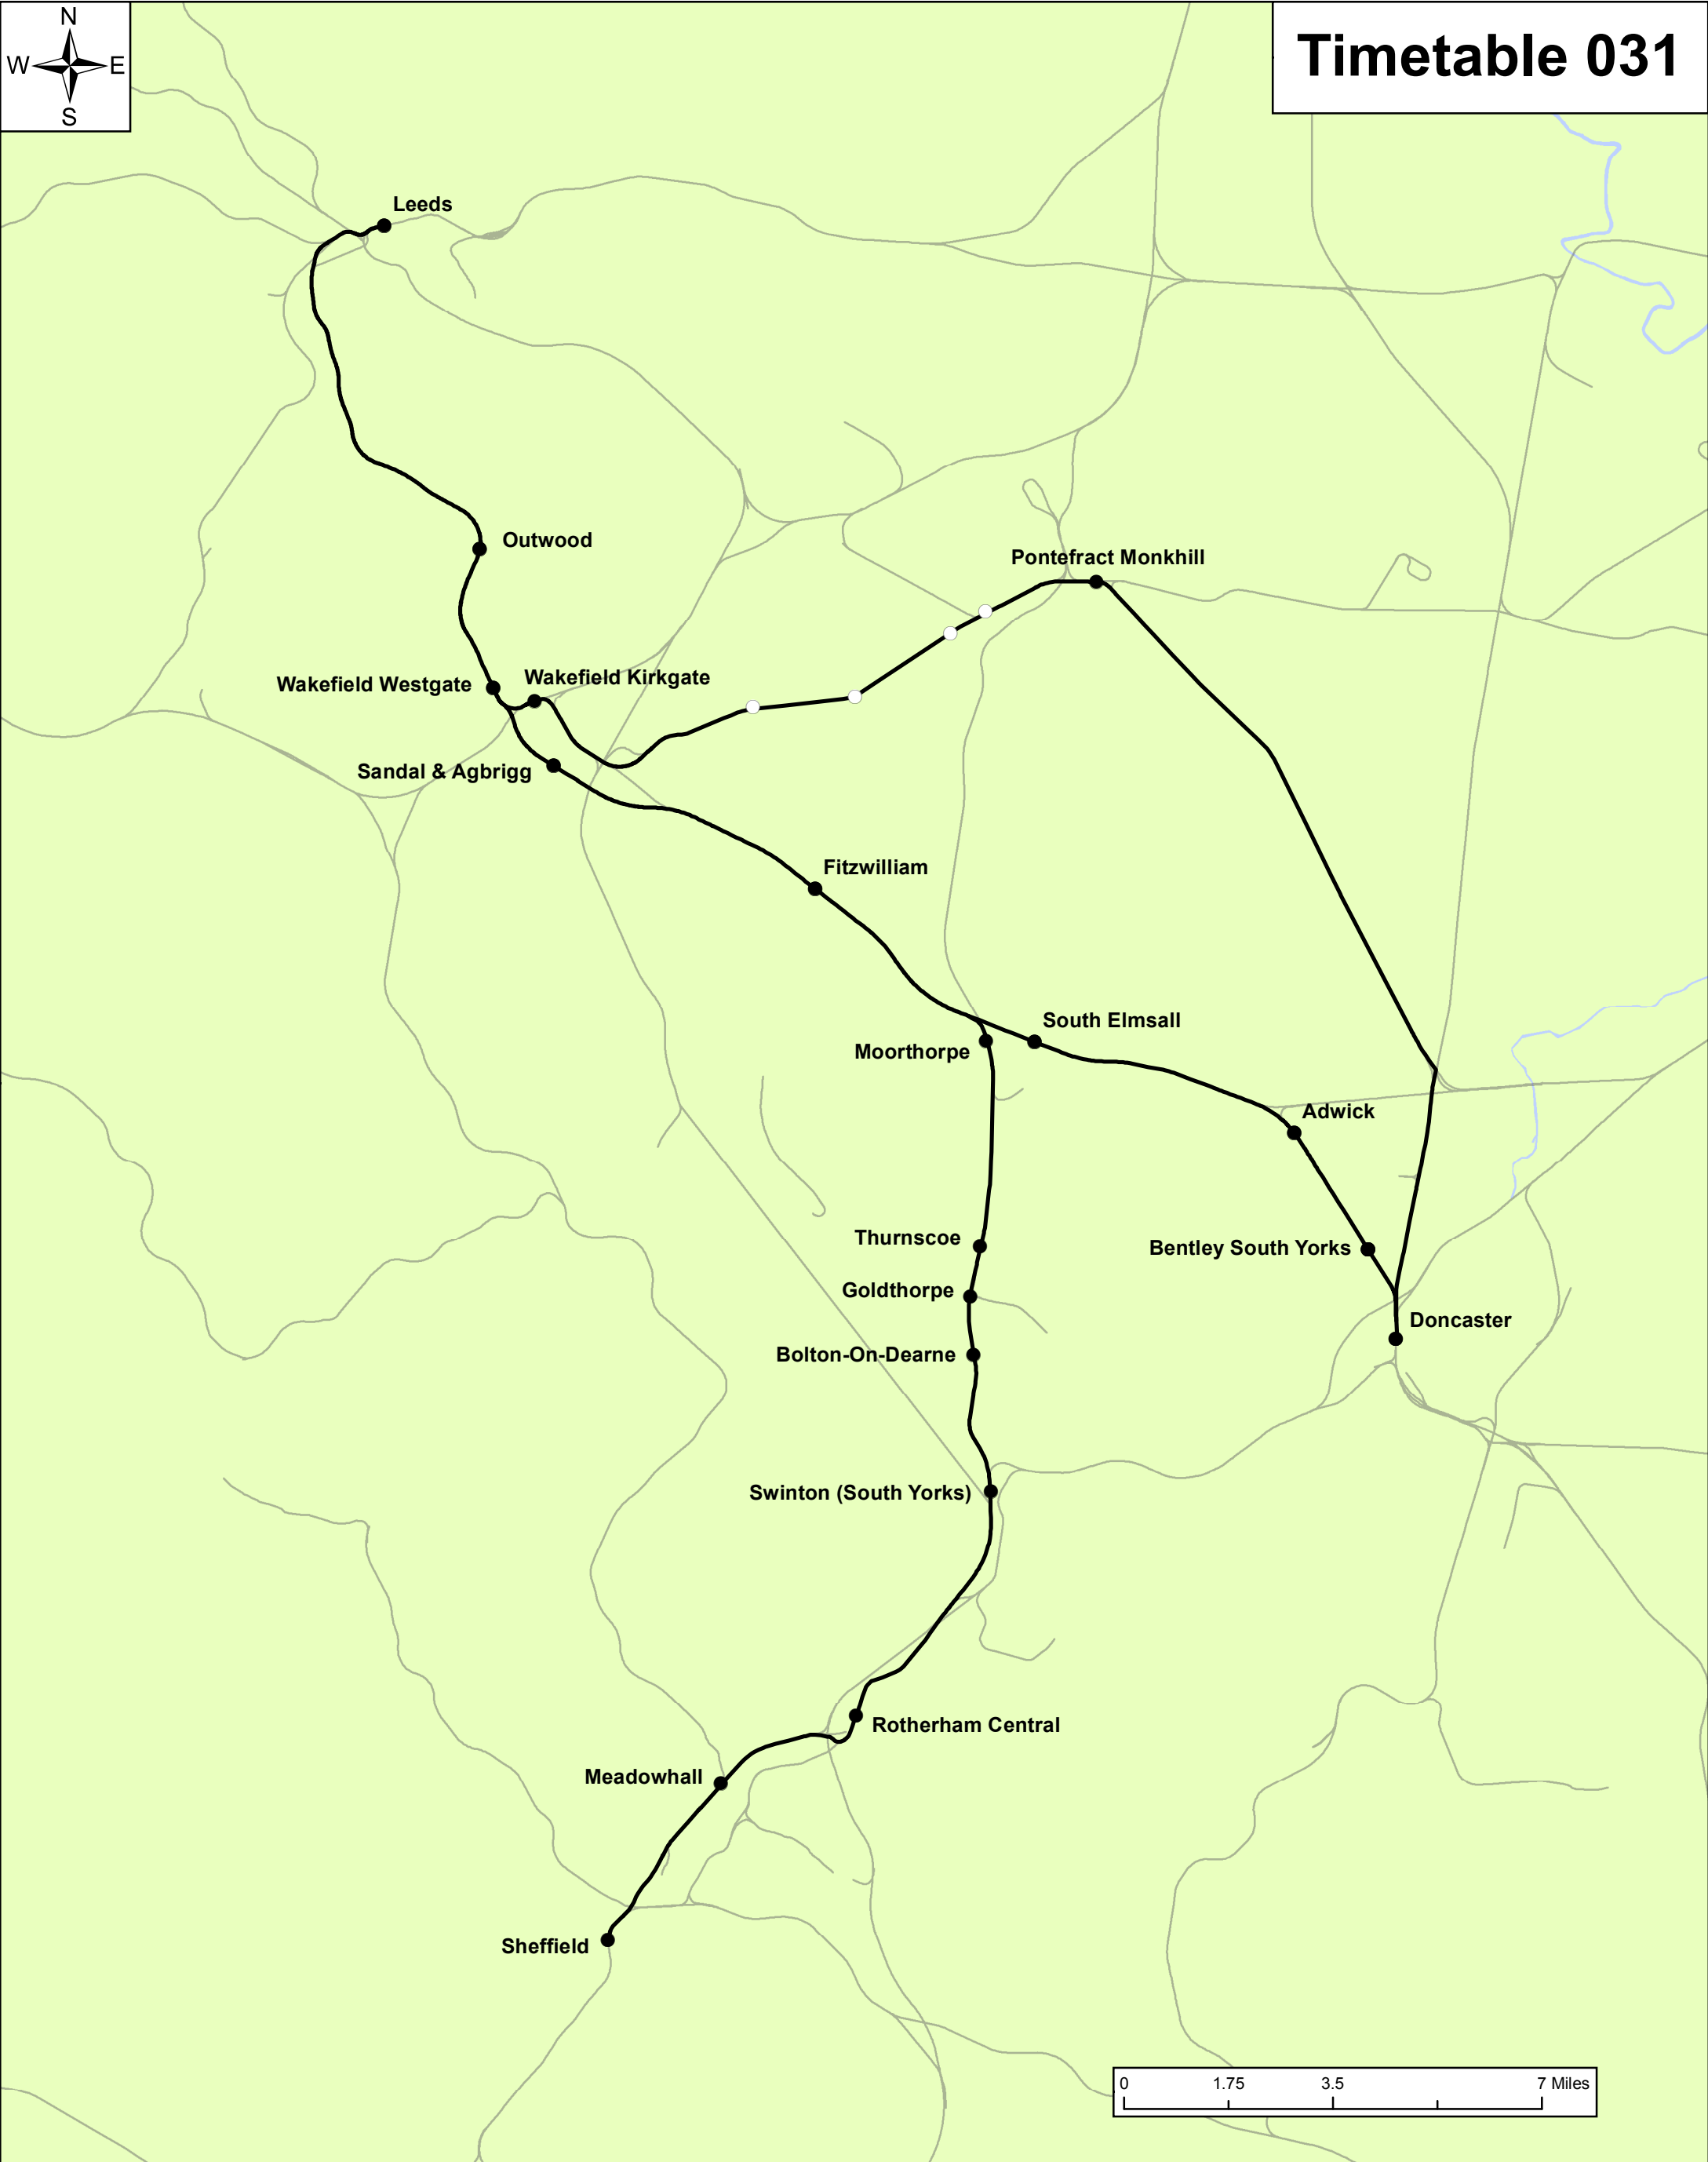 N
W E
S
Timetable 031
Leeds
Outwood
Pontefract Monkhill
Wakefield Westgate
Wakefield Kirkgate
Sandal & Agbrigg
Fitzwilliam
South Elmsall
Moorthorpe
Adwick
Thurnscoe
Bentley South Yorks
Goldthorpe
Doncaster
Bolton-On-Dearne
Swinton (South Yorks)
Rotherham Central
Meadowhall
Sheffield
0 1.75 3.5 7 Miles